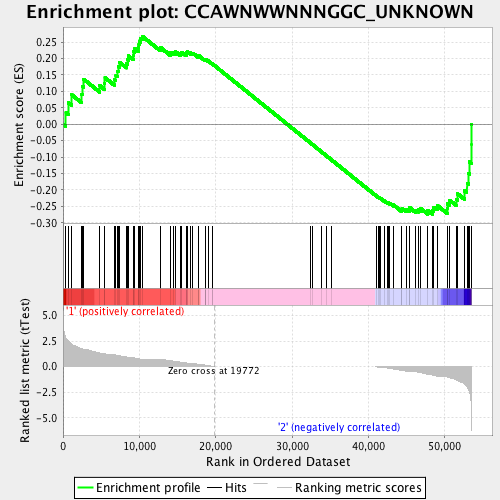 Enrichment plot: CCAWNWWNNNGGC_UNKNOWN
Enrichment score (ES)
0.25
0.20
0.15
0.10
0.05
0.00
-0.05
-0.10
-0.15
-0.20
-0.25
-0.30
'1' (positively correlated)
Ranked list metric (tTest)
5.0
2.5
0.0
-2.5
-5.0
Zero cross at 19772
'2' (negatively correlated)
0 10,000 20,000 30,000 40,000 50,000
Rank in Ordered Dataset
Enrichment profile Hits Ranking metric scores